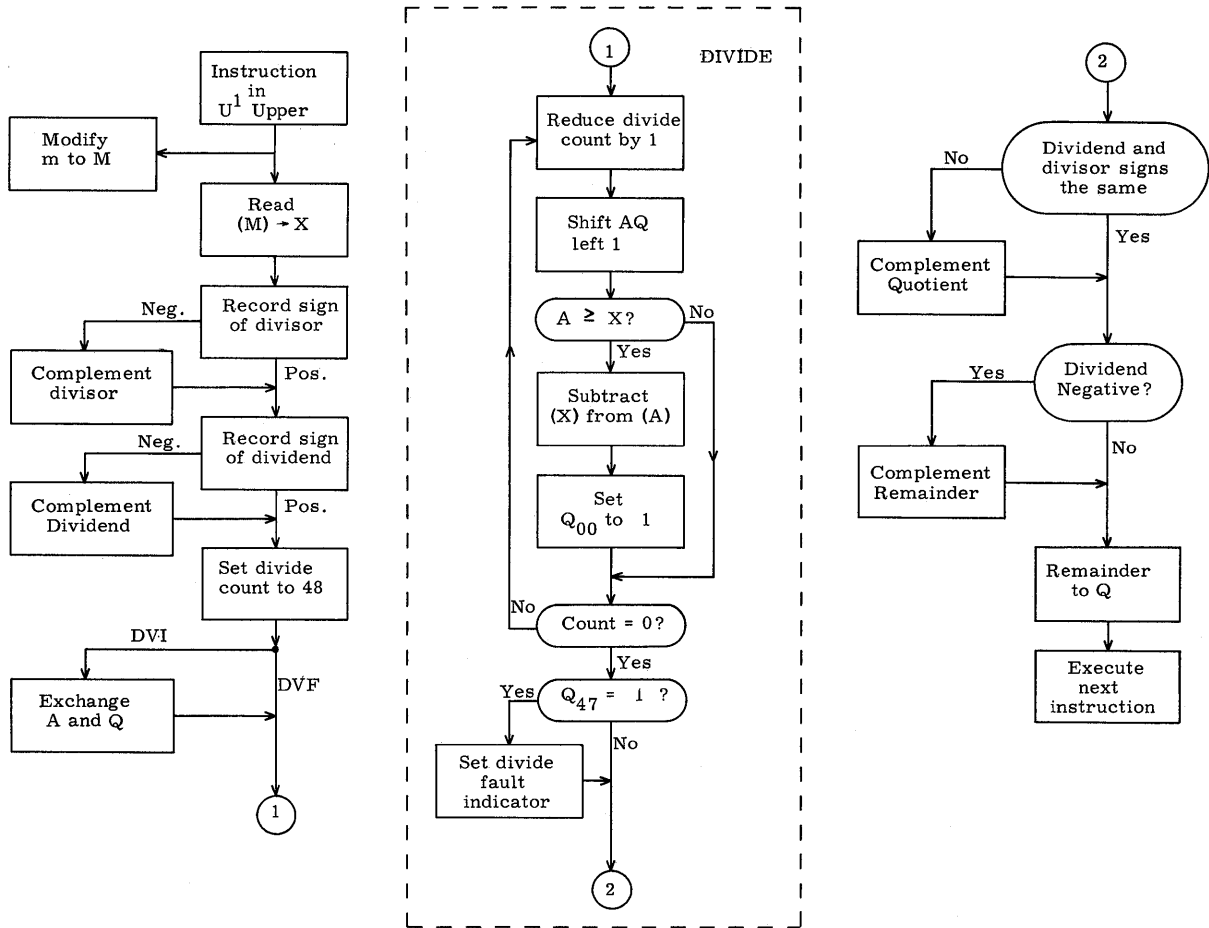 Instruction
in
U¹ Upper
Modify
m to M
Read
(M) → X
Neg.
Record sign
of divisor
Complement
divisor
Pos.
Neg.
Record sign
of dividend
Complement
Dividend
Pos.
Set divide
count to 48
DVI
DVF
Exchange
A and Q
1
DIVIDE
1
Reduce divide
count by 1
Shift AQ
left 1
A ≥ X?
No
Yes
Subtract
(X) from (A)
Set
Q₀₀ to 1
No
Count = 0?
Yes
Yes
Q₄₇ = 1 ?
No
Set divide
fault
indicator
2
2
Dividend and
divisor signs
the same
No
Yes
Complement
Quotient
Dividend
Negative?
Yes
No
Complement
Remainder
Remainder
to Q
Execute
next
instruction